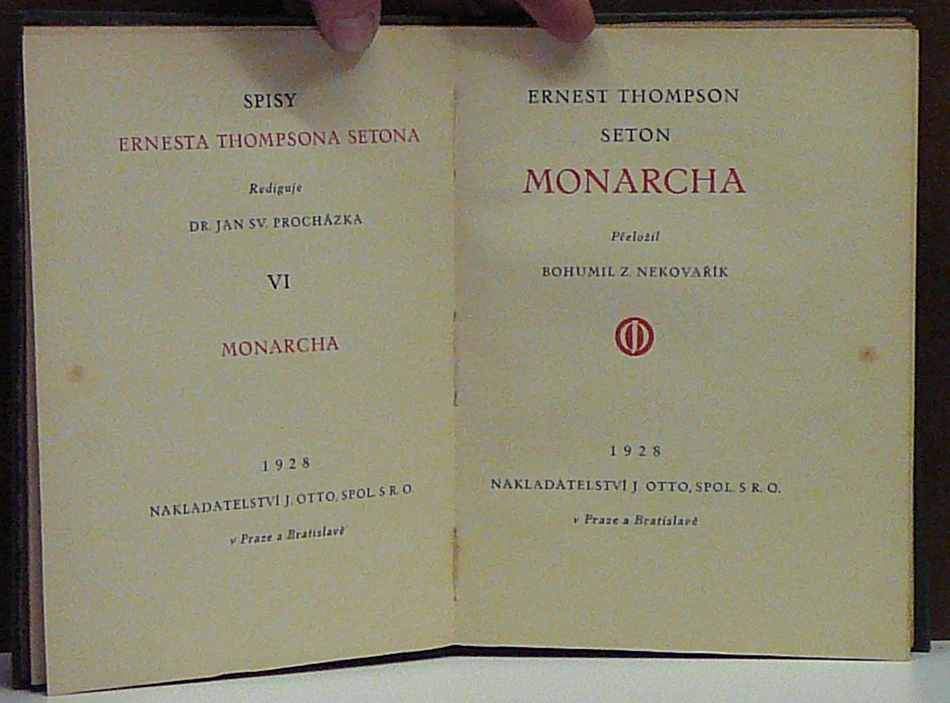 SPISY
ERNESTA THOMPSONA SETONA
Rediguje
DR. JAN SV. PROCHÁZKA
VI
MONARCHA
1928
NAKLADATELSTVÍ J. OTTO, SPOL. S R. O.
v Praze a Bratislavě
ERNEST THOMPSON
SETON
MONARCHA
Přeložil
BOHUMIL Z. NEKOVAŘÍK
1928
NAKLADATELSTVÍ J. OTTO, SPOL. S R. O.
v Praze a Bratislavě